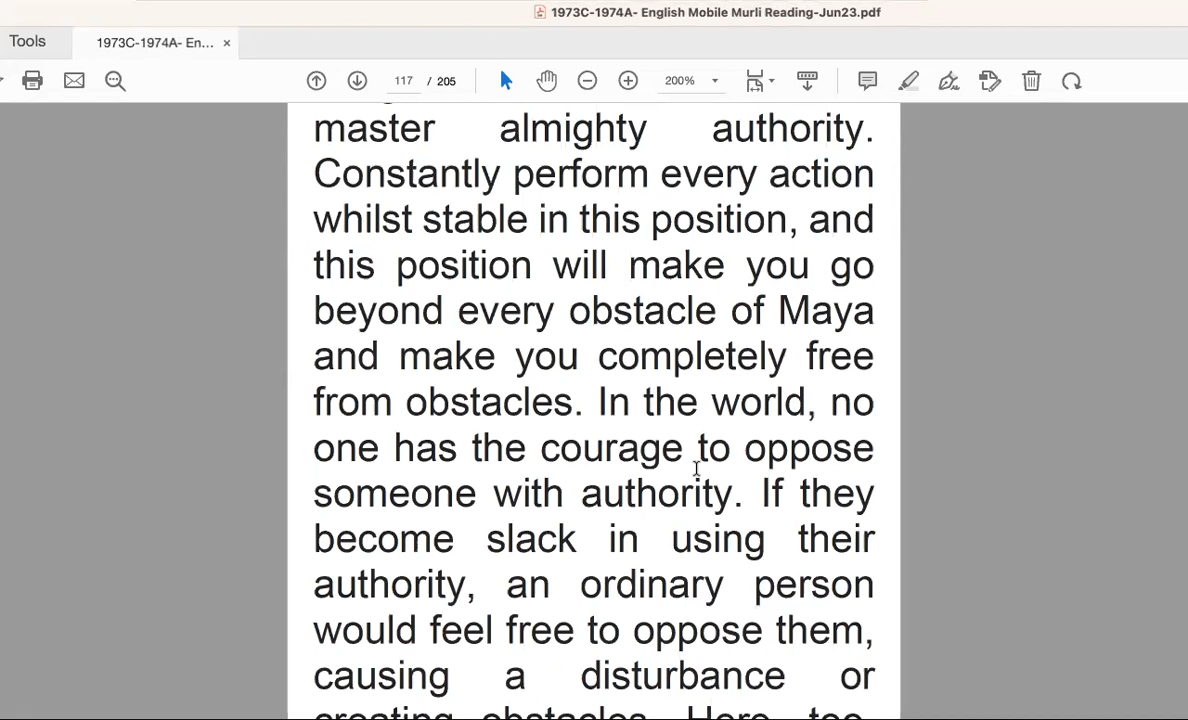 1973C-1974A- English Mobile Murli Reading-Jun23.pdf
Tools
1973C-1974A- En... ×
117 / 205
200%
master almighty authority.
Constantly perform every action
whilst stable in this position, and
this position will make you go
beyond every obstacle of Maya
and make you completely free
from obstacles. In the world, no
one has the courage to oppose
someone with authority. If they
become slack in using their
authority, an ordinary person
would feel free to oppose them,
causing a disturbance or
creating obstacles. Here, too,